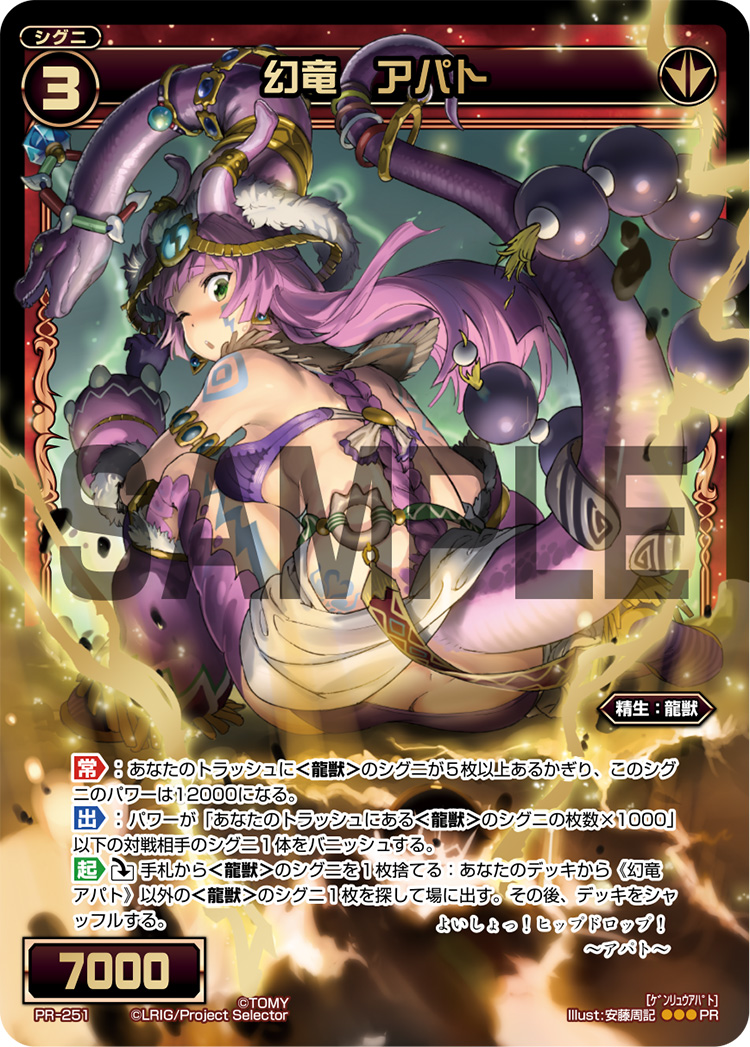 シグニ
3
幻竜　アパト
SAMPLE
精生：龍獣
常：あなたのトラッシュに＜龍獣＞のシグニが５枚以上あるかぎり、このシグ
ニのパワーは12000になる。
出：パワーが「あなたのトラッシュにある＜龍獣＞のシグニの枚数×1000」
以下の対戦相手のシグニ１体をバニッシュする。
起 手札から＜龍獣＞のシグニを１枚捨てる：あなたのデッキから《幻竜
アパト》以外の＜龍獣＞のシグニ１枚を探して場に出す。その後、デッキをシャ
ッフルする。
よいしょっ！ヒップドロップ！
～アパト～
7000
[ｹﾞﾝﾘｭｳｱﾊﾟﾄ]
PR-251
©TOMY
©LRIG/Project Selector
Illust:安藤周記
PR